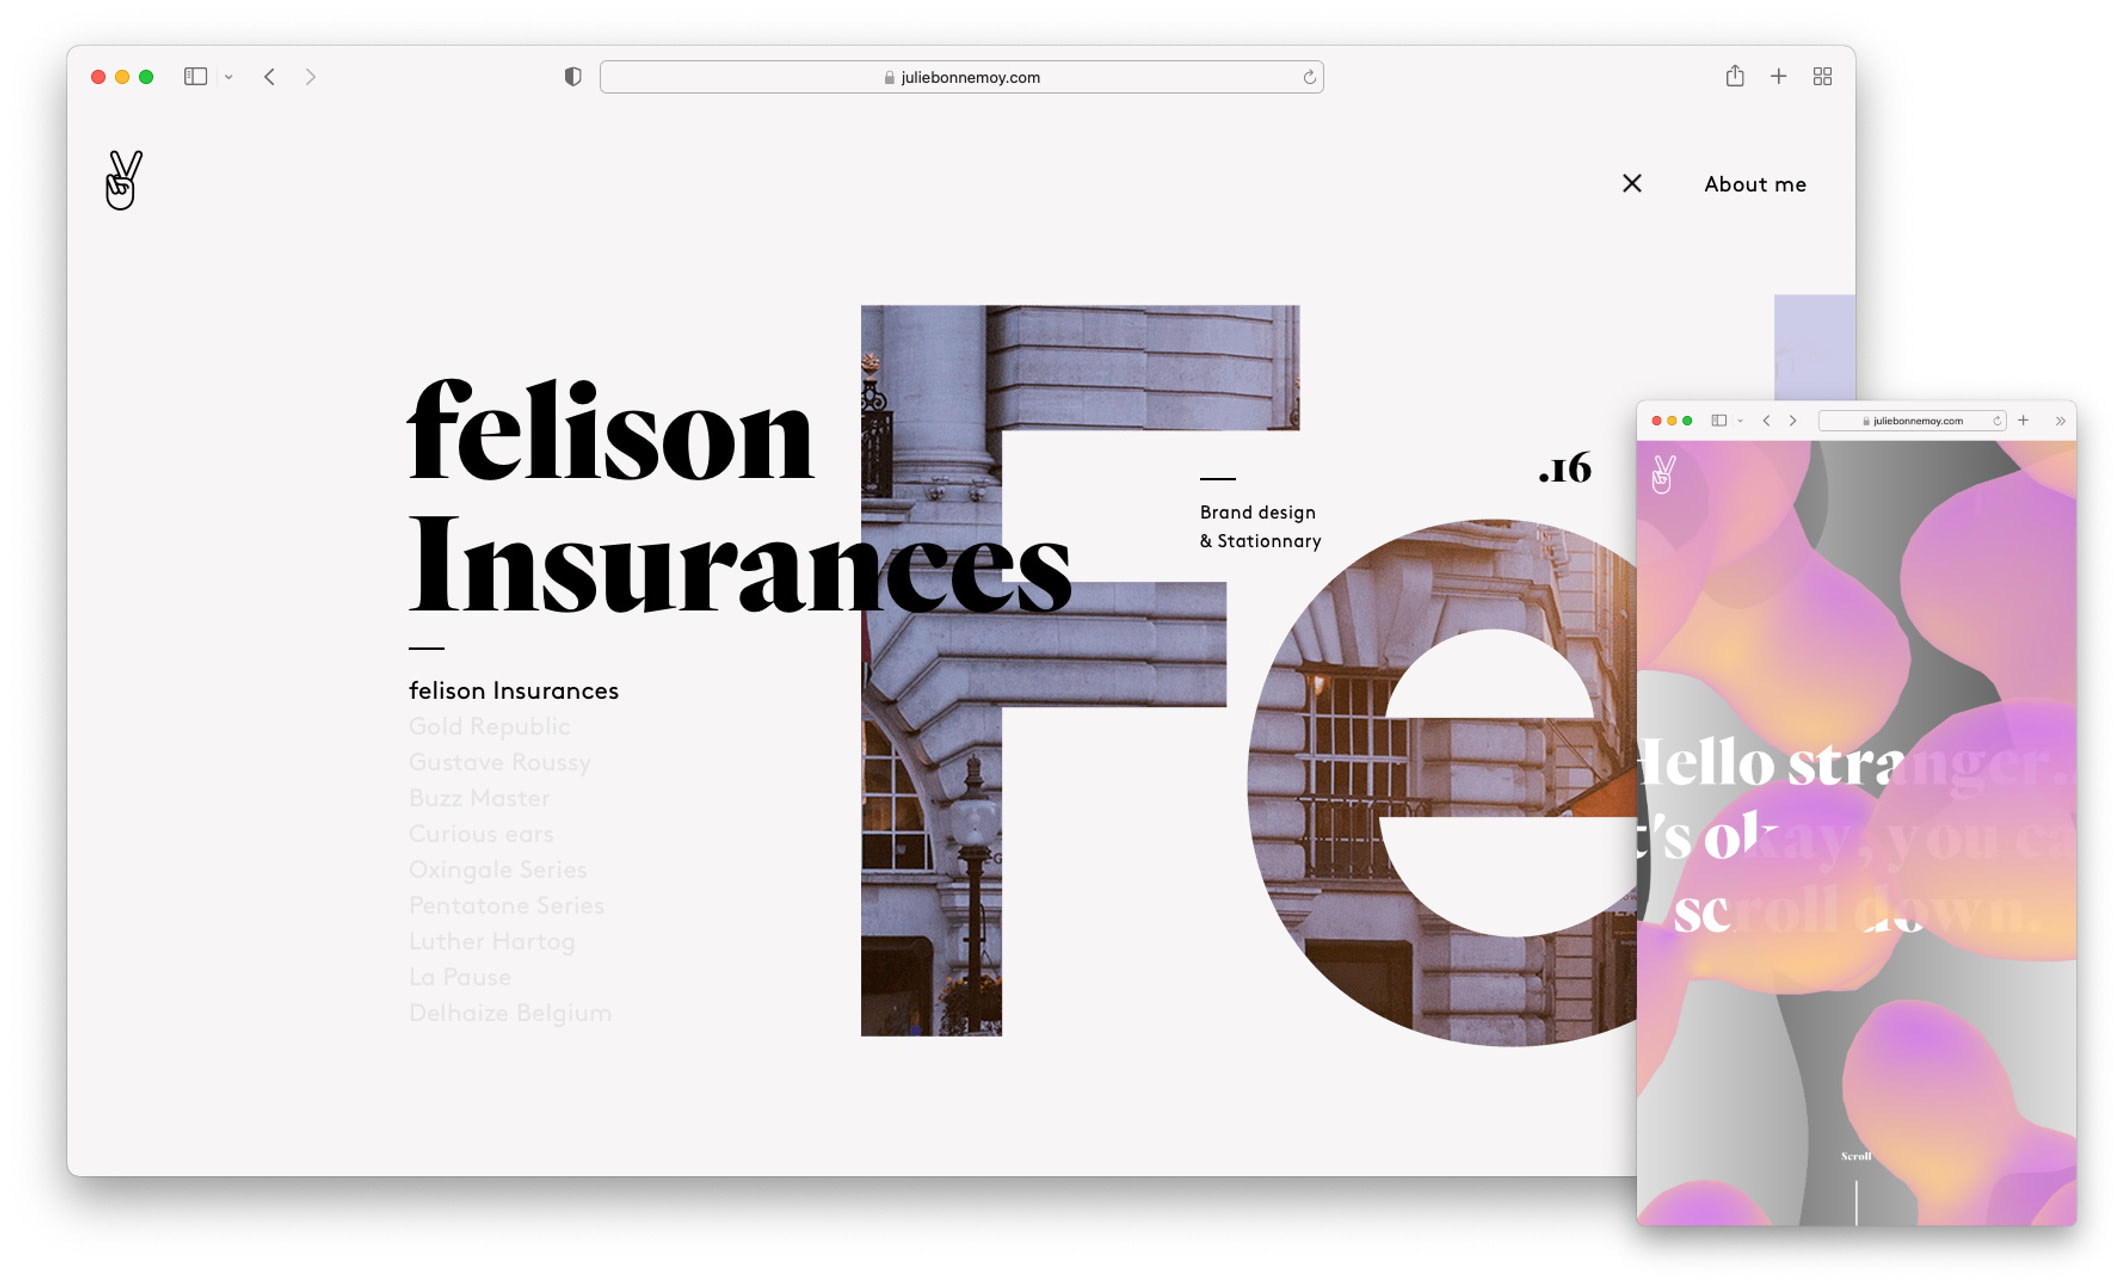 juliebonnemoy.com
About me
felison
Insurances
.16
Brand design
& Stationnary
felison Insurances
Gold Republic
Gustave Roussy
Buzz Master
Curious ears
Oxingale Series
Pentatone Series
Luther Hartog
La Pause
Delhaize Belgium
Fe
juliebonnemoy.com
Hello stranger.
t's okay, you ca
scroll down.
Scroll